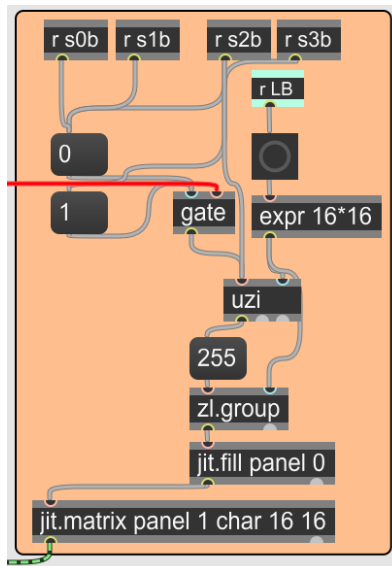 r s0b
r s1b
r s2b
r s3b
r LB
0
1
gate
expr 16*16
uzi
255
zl.group
jit.fill panel 0
jit.matrix panel 1 char 16 16